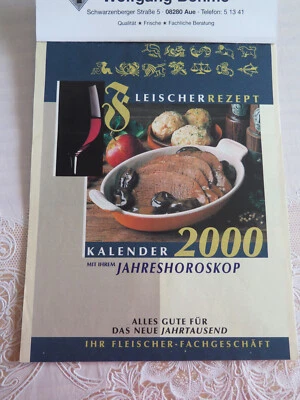 Schwarzenberger Straße 5 · 08280 Aue · Telefon: 5 13 41
Qualität ★ Frische ★ Fachliche Beratung
FLEISCHERREZEPT
KALENDER 2000
MIT IHREM JAHRESHOROSKOP
ALLES GUTE FÜR
DAS NEUE JAHRTAUSEND
IHR FLEISCHER-FACHGESCHÄFT